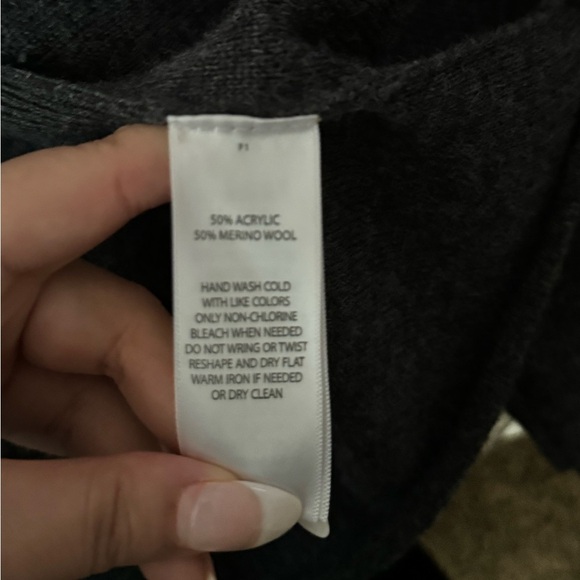 F1
50% ACRYLIC
50% MERINO WOOL
HAND WASH COLD
WITH LIKE COLORS
ONLY NON-CHLORINE
BLEACH WHEN NEEDED
DO NOT WRING OR TWIST
RESHAPE AND DRY FLAT
WARM IRON IF NEEDED
OR DRY CLEAN